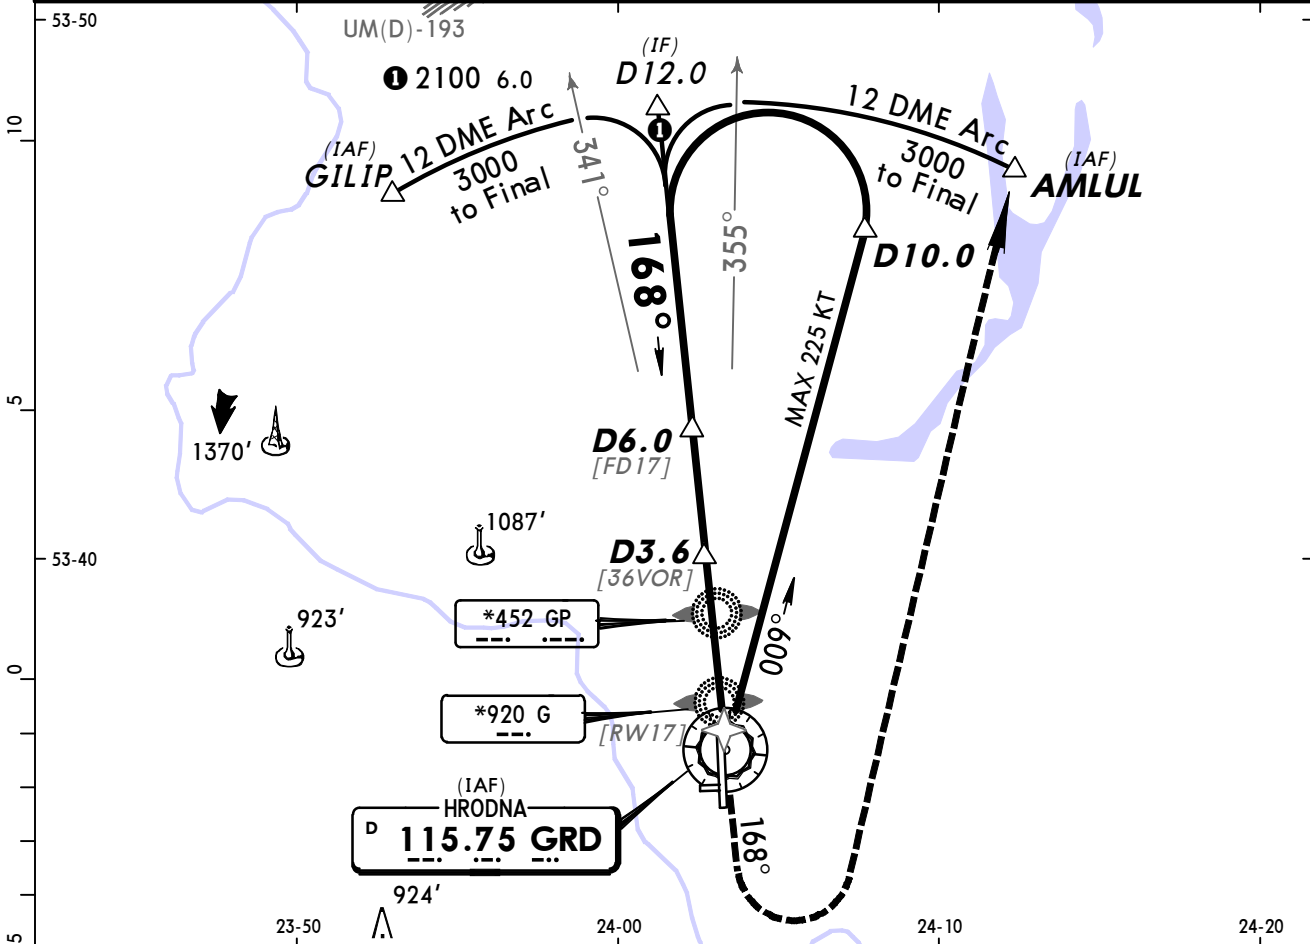 53-50
UM(D)-193
1 2100 6.0
(IF)
D12.0
1
12 DME Arc
3000
to Final
(IAF)
GILIP
12 DME Arc
3000
to Final
(IAF)
AMLUL
341°
355°
168°
D10.0
MAX 225 KT
10
5
1370'
D6.0
[FD17]
1087'
D3.6
[36VOR]
53-40
*452 GP
923'
009°
0
*920 G
[RW17]
(IAF)
HRODNA
D 115.75 GRD
168°
924'
5
23-50
24-00
24-10
24-20